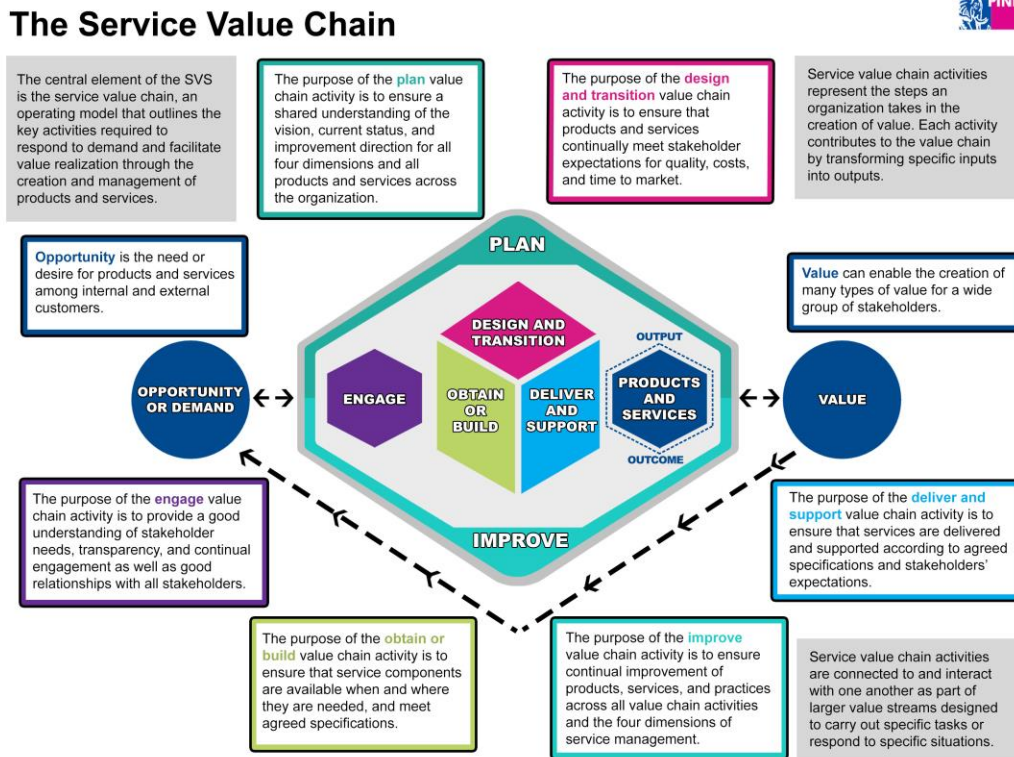 The Service Value Chain
PINK
The central element of the SVS
is the service value chain, an
operating model that outlines the
key activities required to
respond to demand and facilitate
value realization through the
creation and management of
products and services.
The purpose of the plan value
chain activity is to ensure a
shared understanding of the
vision, current status, and
improvement direction for all
four dimensions and all
products and services across
the organization.
The purpose of the design
and transition value chain
activity is to ensure that
products and services
continually meet stakeholder
expectations for quality, costs,
and time to market.
Service value chain activities
represent the steps an
organization takes in the
creation of value. Each activity
contributes to the value chain
by transforming specific inputs
into outputs.
Opportunity is the need or
desire for products and services
among internal and external
customers.
PLAN
Value can enable the creation of
many types of value for a wide
group of stakeholders.
OPPORTUNITY
OR DEMAND
ENGAGE
DESIGN AND
TRANSITION
OBTAIN
OR
BUILD
DELIVER
AND
SUPPORT
OUTPUT
PRODUCTS
AND
SERVICES
OUTCOME
VALUE
IMPROVE
The purpose of the engage value
chain activity is to provide a good
understanding of stakeholder
needs, transparency, and continual
engagement as well as good
relationships with all stakeholders.
The purpose of the deliver and
support value chain activity is to
ensure that services are delivered
and supported according to agreed
specifications and stakeholders'
expectations.
The purpose of the obtain or
build value chain activity is to
ensure that service components
are available when and where
they are needed, and meet
agreed specifications.
The purpose of the improve
value chain activity is to ensure
continual improvement of
products, services, and practices
across all value chain activities
and the four dimensions of
service management.
Service value chain activities
are connected to and interact
with one another as part of
larger value streams designed
to carry out specific tasks or
respond to specific situations.